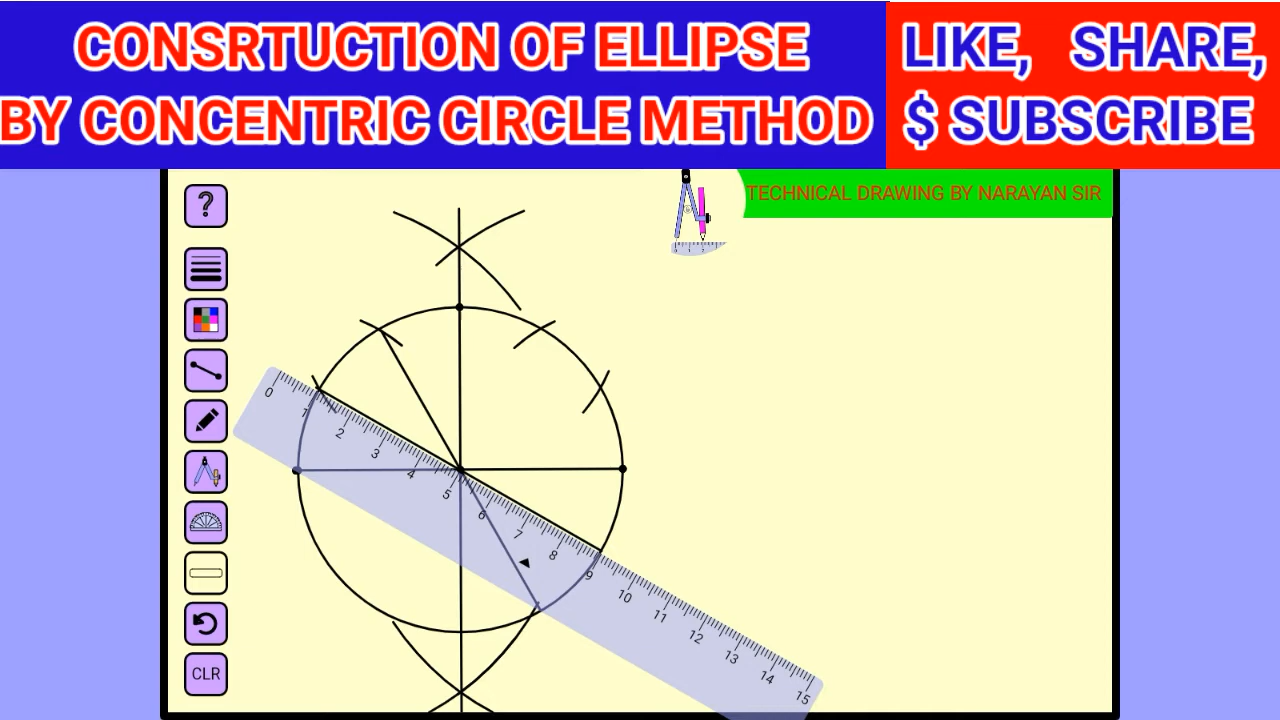 CONSRTUCTION OF ELLIPSE
BY CONCENTRIC CIRCLE METHOD
LIKE, SHARE,
$ SUBSCRIBE
TECHNICAL DRAWING BY NARAYAN SIR
?
0 1 2 3 4 5 6 7 8 9 10 11 12 13 14 15
CLR